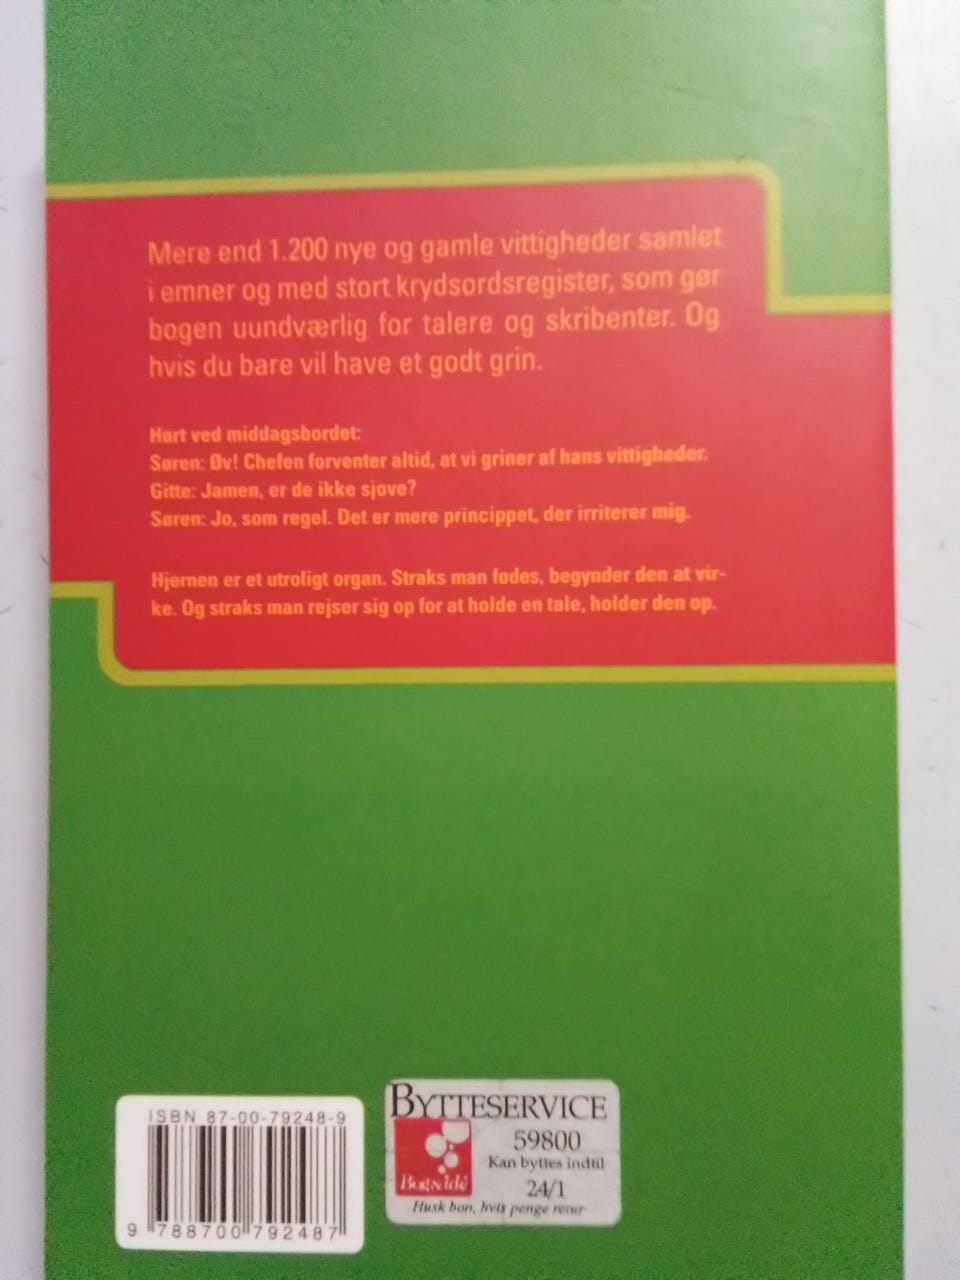 Mere end 1.200 nye og gamle vittigheder samlet
i emner og med stort krydsordsregister, som gør
bogen uundværlig for talere og skribenter. Og
hvis du bare vil have et godt grin.
Hørt ved middagsbordet:
Søren: Øv! Chefen forventer altid, at vi griner af hans vittigheder.
Gitte: Jamen, er de ikke sjove?
Søren: Jo, som regel. Det er mere princippet, der irriterer mig.
Hjernen er et utroligt organ. Straks man fødes, begynder den at vir-
ke. Og straks man rejser sig op for at holde en tale, holder den op.
ISBN 87-00-79248-9
9 788700 792487
BYTTESERVICE
59800
Kan byttes indtil
24/1
Bog&idé
Husk bon, hvis penge retur